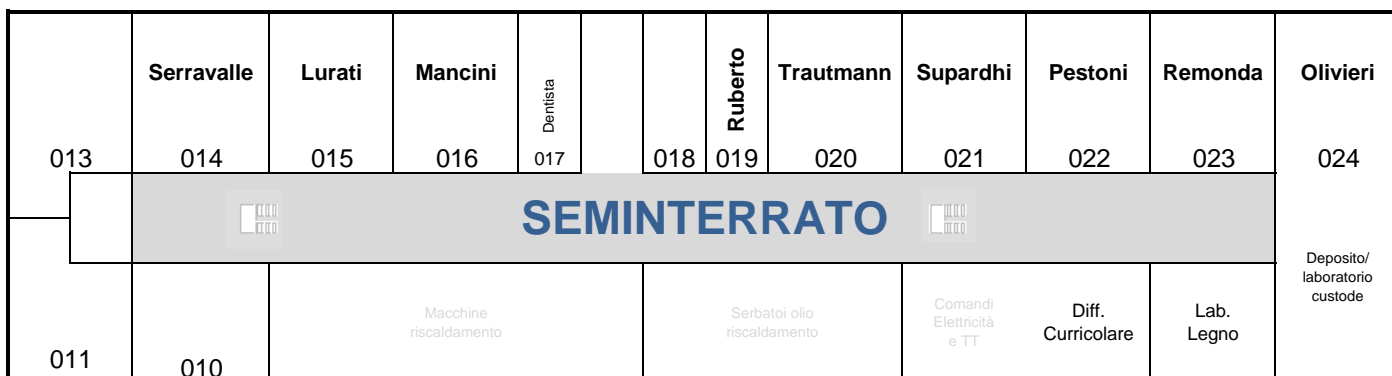 Serravalle
Lurati
Mancini
Dentista
Ruberto
Trautmann
Supardhi
Pestoni
Remonda
Olivieri
013
014
015
016
017
018
019
020
021
022
023
024
SEMINTERRATO
Deposito/
laboratorio
custode
Macchine
riscaldamento
Serbatoi olio
riscaldamento
Comandi
Elettricità
e TT
Diff.
Curricolare
Lab.
Legno
011
010